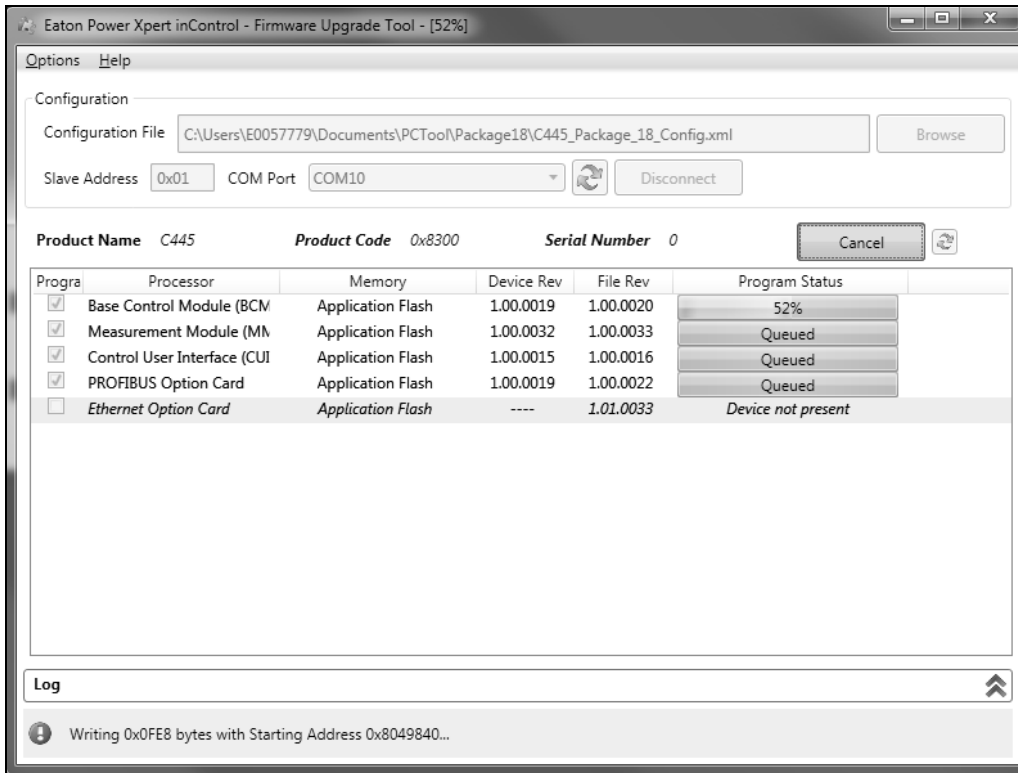 Eaton Power Xpert inControl - Firmware Upgrade Tool - [52%]
Options Help
Configuration
Configuration File C:\Users\E0057779\Documents\PCTool\Package18\C445_Package_18_Config.xml Browse
Slave Address 0x01 COM Port COM10 Disconnect
Product Name C445 Product Code 0x8300 Serial Number 0 Cancel
Progra Processor Memory Device Rev File Rev Program Status
Base Control Module (BCM Application Flash 1.00.0019 1.00.0020 52%
Measurement Module (MM Application Flash 1.00.0032 1.00.0033 Queued
Control User Interface (CUI Application Flash 1.00.0015 1.00.0016 Queued
PROFIBUS Option Card Application Flash 1.00.0019 1.00.0022 Queued
Ethernet Option Card Application Flash ---- 1.01.0033 Device not present
Log
Writing 0x0FE8 bytes with Starting Address 0x8049840...